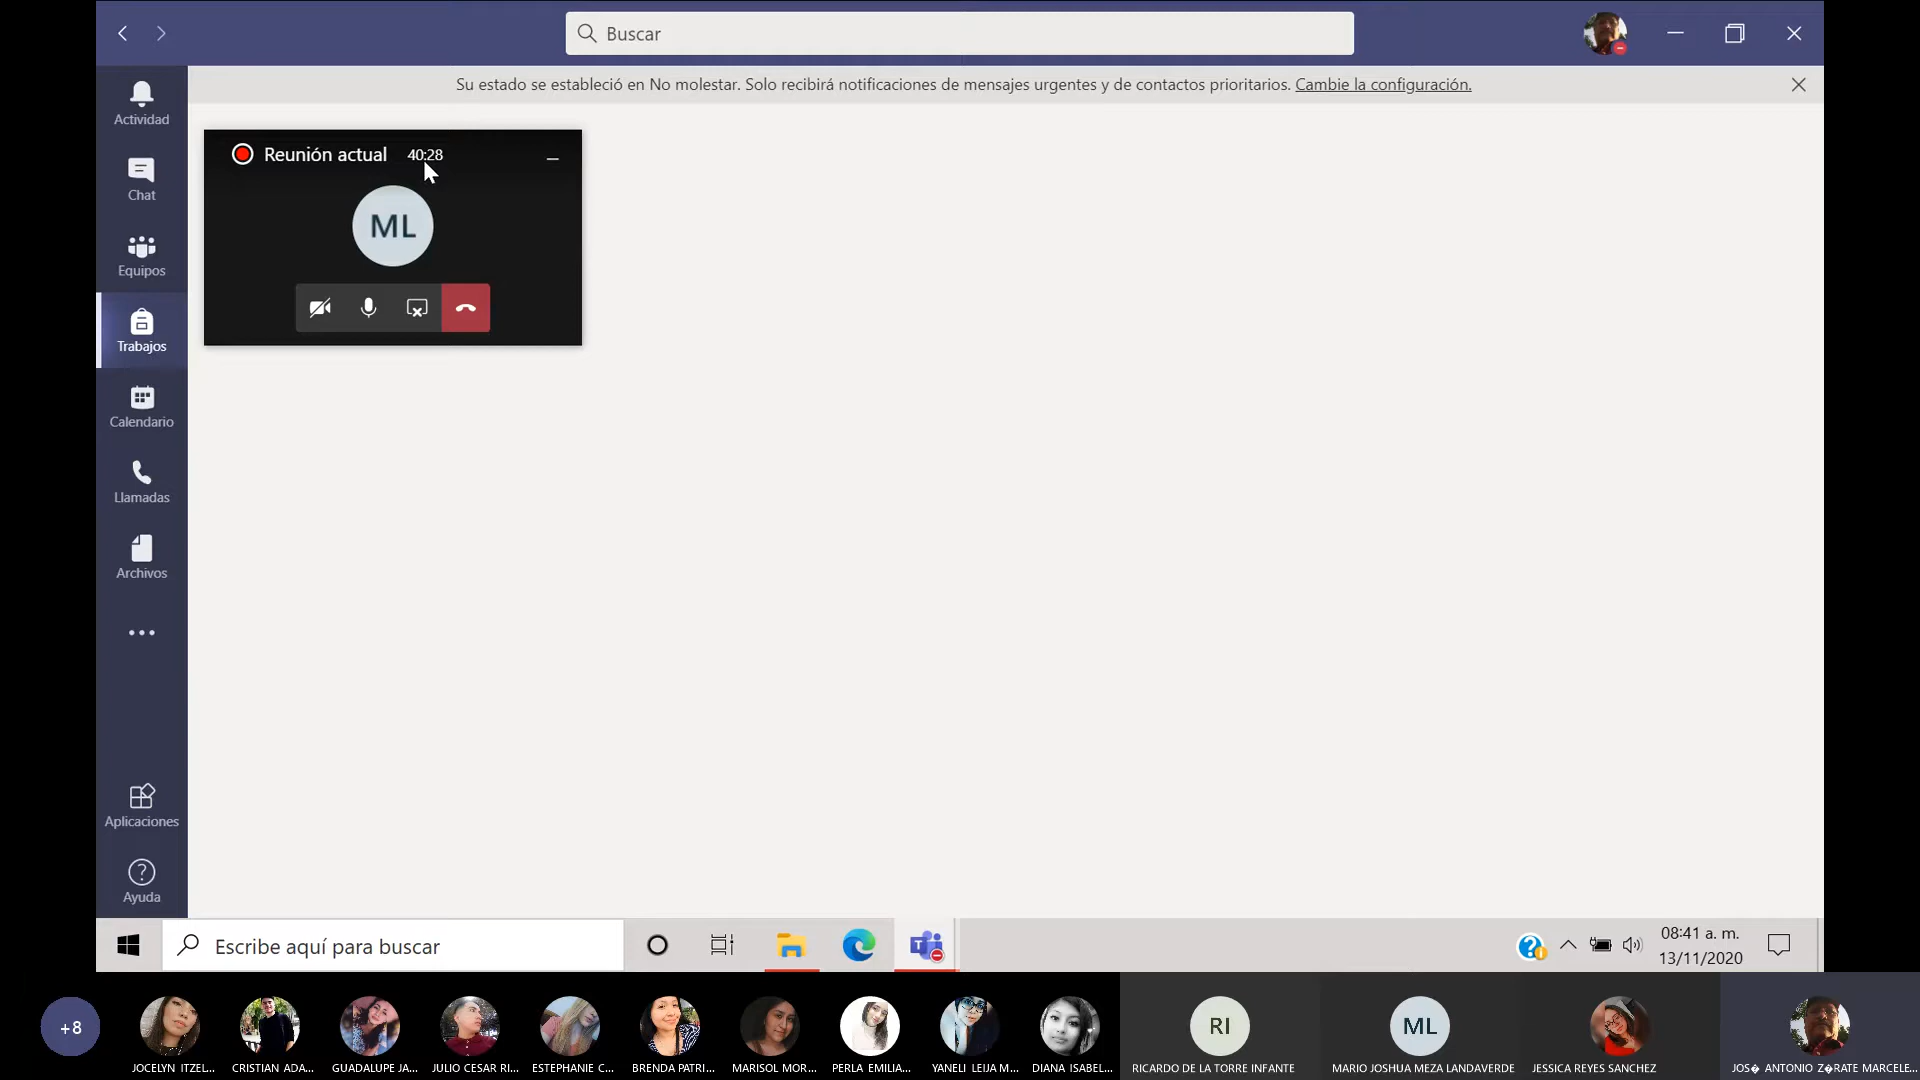 Buscar
Su estado se estableció en No molestar. Solo recibirá notificaciones de mensajes urgentes y de contactos prioritarios. Cambie la configuración.
Actividad
Chat
Equipos
Trabajos
Calendario
Llamadas
Archivos
Aplicaciones
Ayuda
Reunión actual 40:28
ML
Escribe aquí para buscar
08:41 a. m.
13/11/2020
+8
RI
ML
JOCELYN ITZEL...
CRISTIAN ADA...
GUADALUPE JA...
JULIO CESAR RI...
ESTEPHANIE C...
BRENDA PATRI...
MARISOL MOR...
PERLA EMILIA...
YANELI LEIJA M...
DIANA ISABEL...
RICARDO DE LA TORRE INFANTE
MARIO JOSHUA MEZA LANDAVERDE
JESSICA REYES SANCHEZ
JOS� ANTONIO Z�RATE MARCELE...